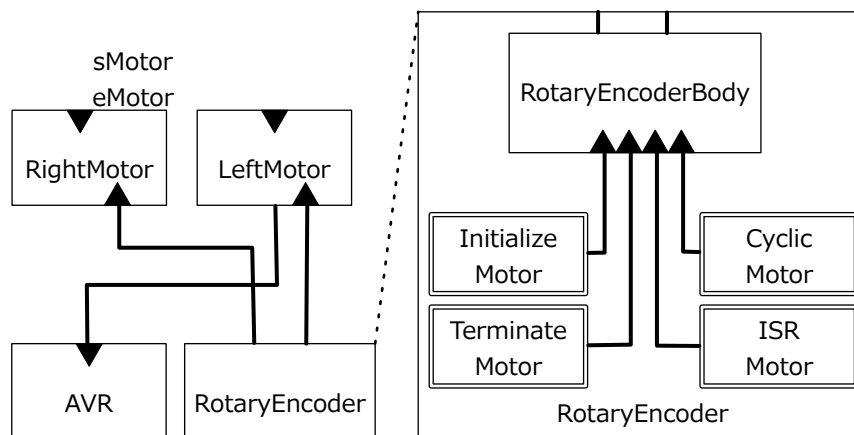 sMotor
eMotor
RightMotor
LeftMotor
AVR
RotaryEncoder
RotaryEncoderBody
Initialize
Motor
Cyclic
Motor
Terminate
Motor
ISR
Motor
RotaryEncoder